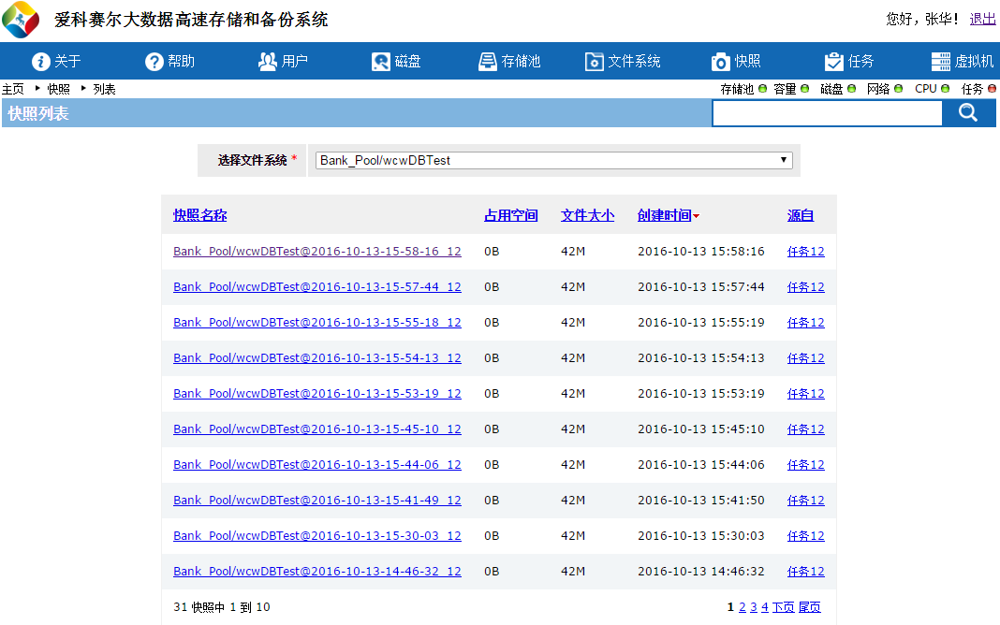 爱科赛尔大数据高速存储和备份系统 您好，张华！ 退出
关于 帮助 用户 磁盘 存储池 文件系统 快照 任务 虚拟机
主页 ▸ 快照 ▸ 列表 存储池 容量 磁盘 网络 CPU 任务
快照列表
选择文件系统 * Bank_Pool/wcwDBTest
快照名称 占用空间 文件大小 创建时间 源自
Bank_Pool/wcwDBTest@2016-10-13-15-58-16_12 0B 42M 2016-10-13 15:58:16 任务12
Bank_Pool/wcwDBTest@2016-10-13-15-57-44_12 0B 42M 2016-10-13 15:57:44 任务12
Bank_Pool/wcwDBTest@2016-10-13-15-55-18_12 0B 42M 2016-10-13 15:55:19 任务12
Bank_Pool/wcwDBTest@2016-10-13-15-54-13_12 0B 42M 2016-10-13 15:54:13 任务12
Bank_Pool/wcwDBTest@2016-10-13-15-53-19_12 0B 42M 2016-10-13 15:53:19 任务12
Bank_Pool/wcwDBTest@2016-10-13-15-45-10_12 0B 42M 2016-10-13 15:45:10 任务12
Bank_Pool/wcwDBTest@2016-10-13-15-44-06_12 0B 42M 2016-10-13 15:44:06 任务12
Bank_Pool/wcwDBTest@2016-10-13-15-41-49_12 0B 42M 2016-10-13 15:41:50 任务12
Bank_Pool/wcwDBTest@2016-10-13-15-30-03_12 0B 42M 2016-10-13 15:30:03 任务12
Bank_Pool/wcwDBTest@2016-10-13-14-46-32_12 0B 42M 2016-10-13 14:46:32 任务12
31 快照中 1 到 10 1 2 3 4 下页 尾页